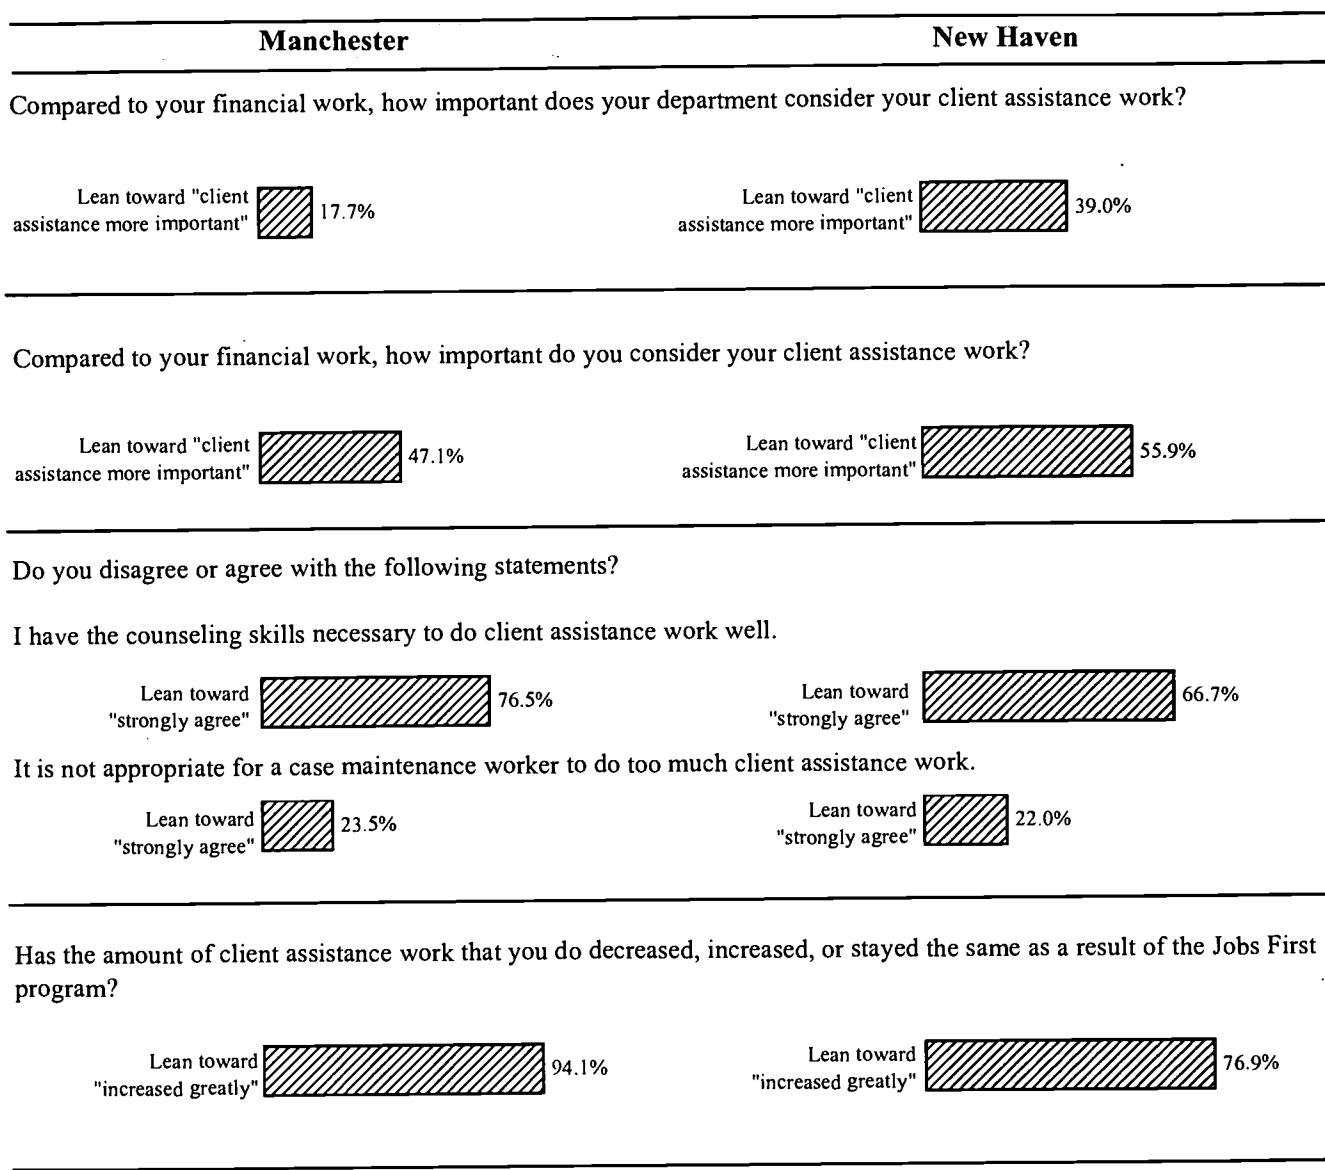 Manchester New Haven
Compared to your financial work, how important does your department consider your client assistance work?
Lean toward "client
assistance more important"
17.7%
Lean toward "client
assistance more important"
39.0%
Compared to your financial work, how important do you consider your client assistance work?
Lean toward "client
assistance more important"
47.1%
Lean toward "client
assistance more important"
55.9%
Do you disagree or agree with the following statements?
I have the counseling skills necessary to do client assistance work well.
Lean toward
"strongly agree"
76.5%
Lean toward
"strongly agree"
66.7%
It is not appropriate for a case maintenance worker to do too much client assistance work.
Lean toward
"strongly agree"
23.5%
Lean toward
"strongly agree"
22.0%
Has the amount of client assistance work that you do decreased, increased, or stayed the same as a result of the Jobs First
program?
Lean toward
"increased greatly"
94.1%
Lean toward
"increased greatly"
76.9%